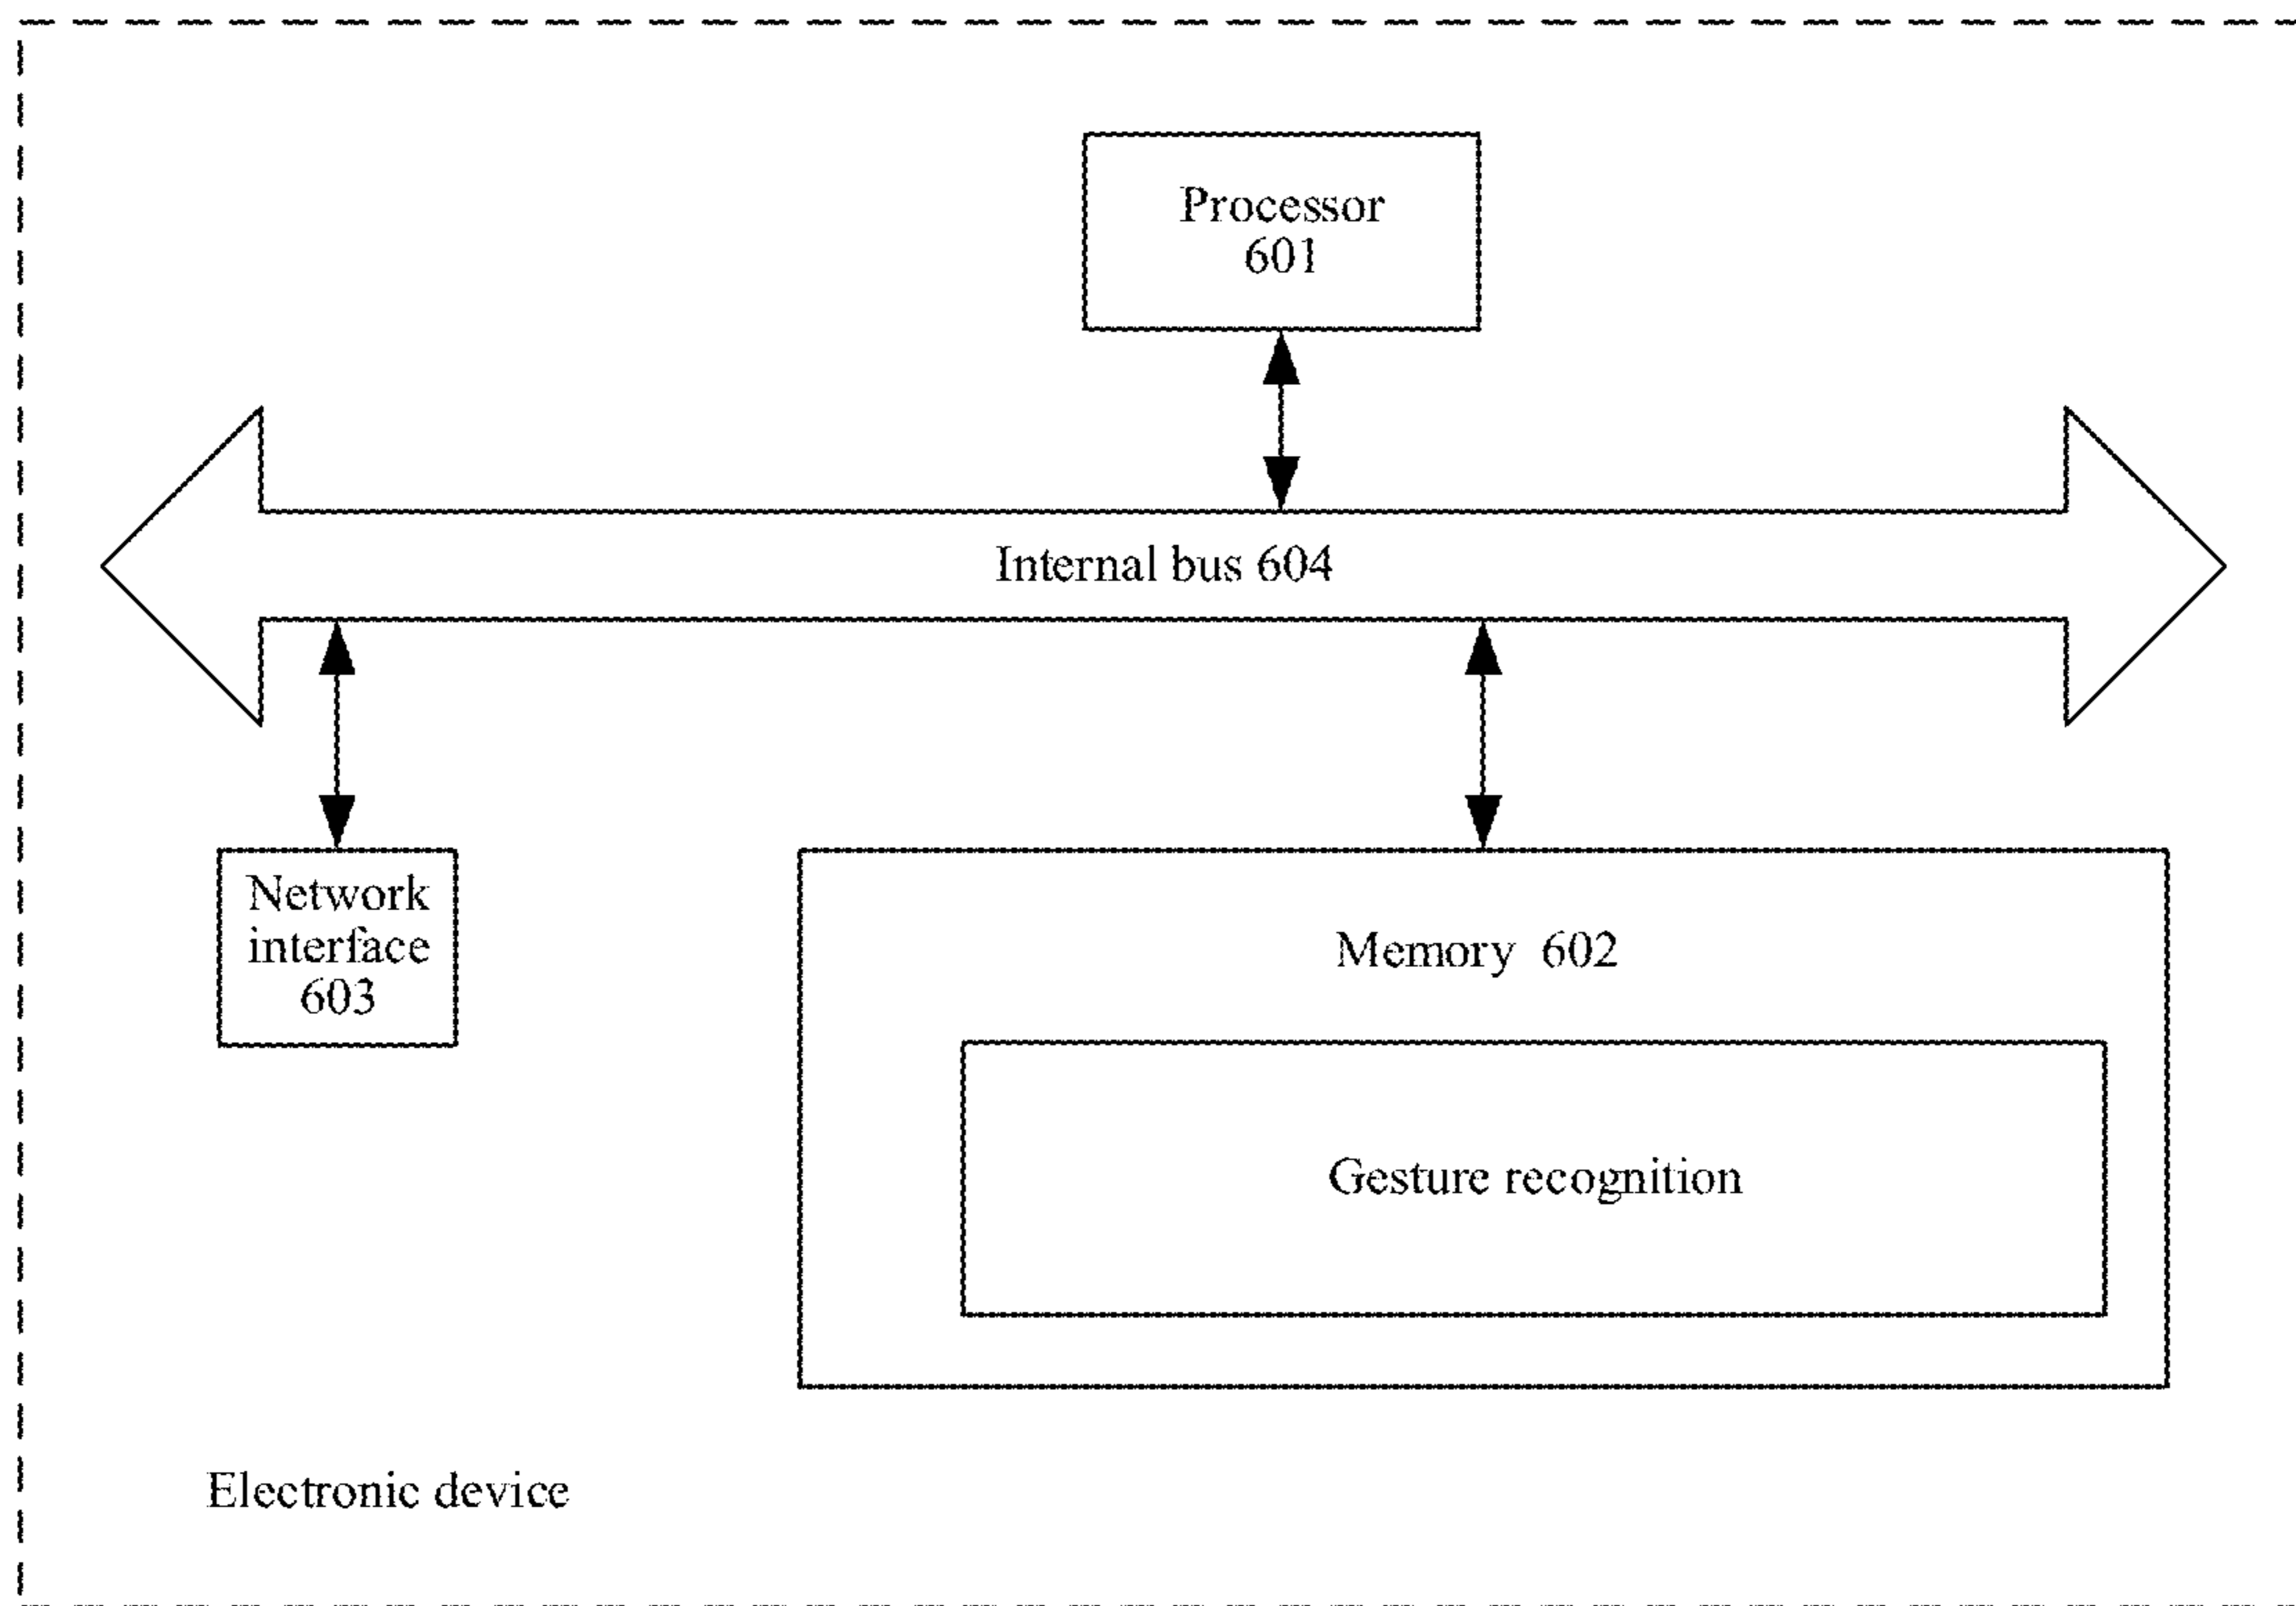 Processor
601
Internal bus 604
Network
interface
603
Memory 602
Gesture recognition
Electronic device